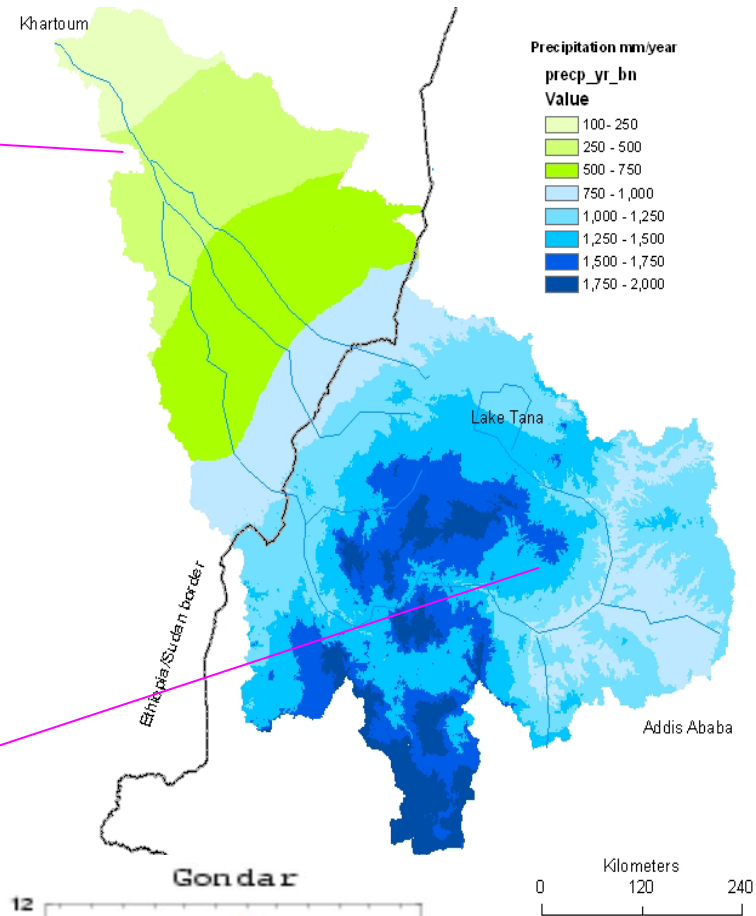 Khartoum
Precipitation mm/year
precp_yr_bn
Value
100 - 250
250 - 500
500 - 750
750 - 1,000
1,000 - 1,250
1,250 - 1,500
1,500 - 1,750
1,750 - 2,000
Lake Tana
Ethiopia/Sudan border
Addis Ababa
Kilometers
0 120 240
Gondar
12